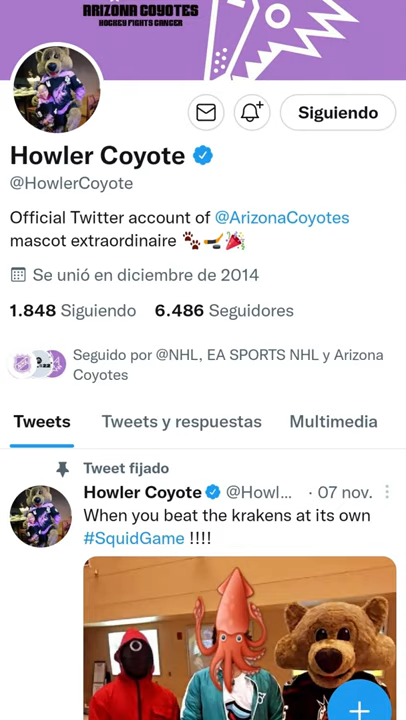 ARIZONA COYOTES
HOCKEY FIGHTS CANCER
Siguiendo
Howler Coyote
@HowlerCoyote
Official Twitter account of @ArizonaCoyotes
mascot extraordinaire 🐾🏒🎉
Se unió en diciembre de 2014
1.848 Siguiendo 6.486 Seguidores
Seguido por @NHL, EA SPORTS NHL y Arizona
Coyotes
Tweets Tweets y respuestas Multimedia
Tweet fijado
Howler Coyote @Howl... · 07 nov.
When you beat the krakens at its own
#SquidGame !!!!